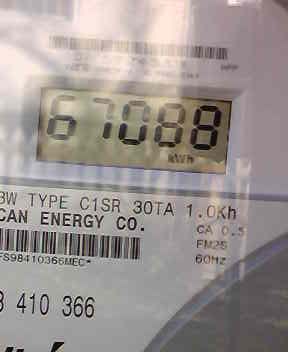 67088
kWh
3W TYPE C1SR 30TA 1.0Kh
CAN ENERGY CO.
CA 0.5
FM2S
60Hz
FS98410366MEC*
410 366